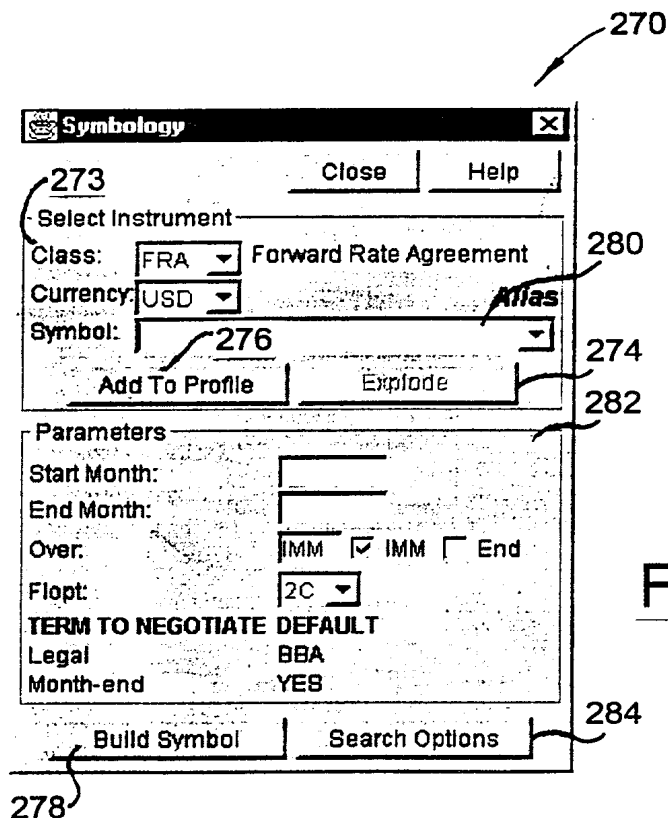 270
Symbology
Close Help
273
Select Instrument
Class: FRA Forward Rate Agreement
280
Currency: USD Alias
Symbol:
276
274
Add To Profile Explode
282
Parameters
Start Month:
End Month:
Over: IMM IMM End
Flopt: 2C
F
TERM TO NEGOTIATE DEFAULT
Legal BBA
Month-end YES
284
Build Symbol Search Options
278